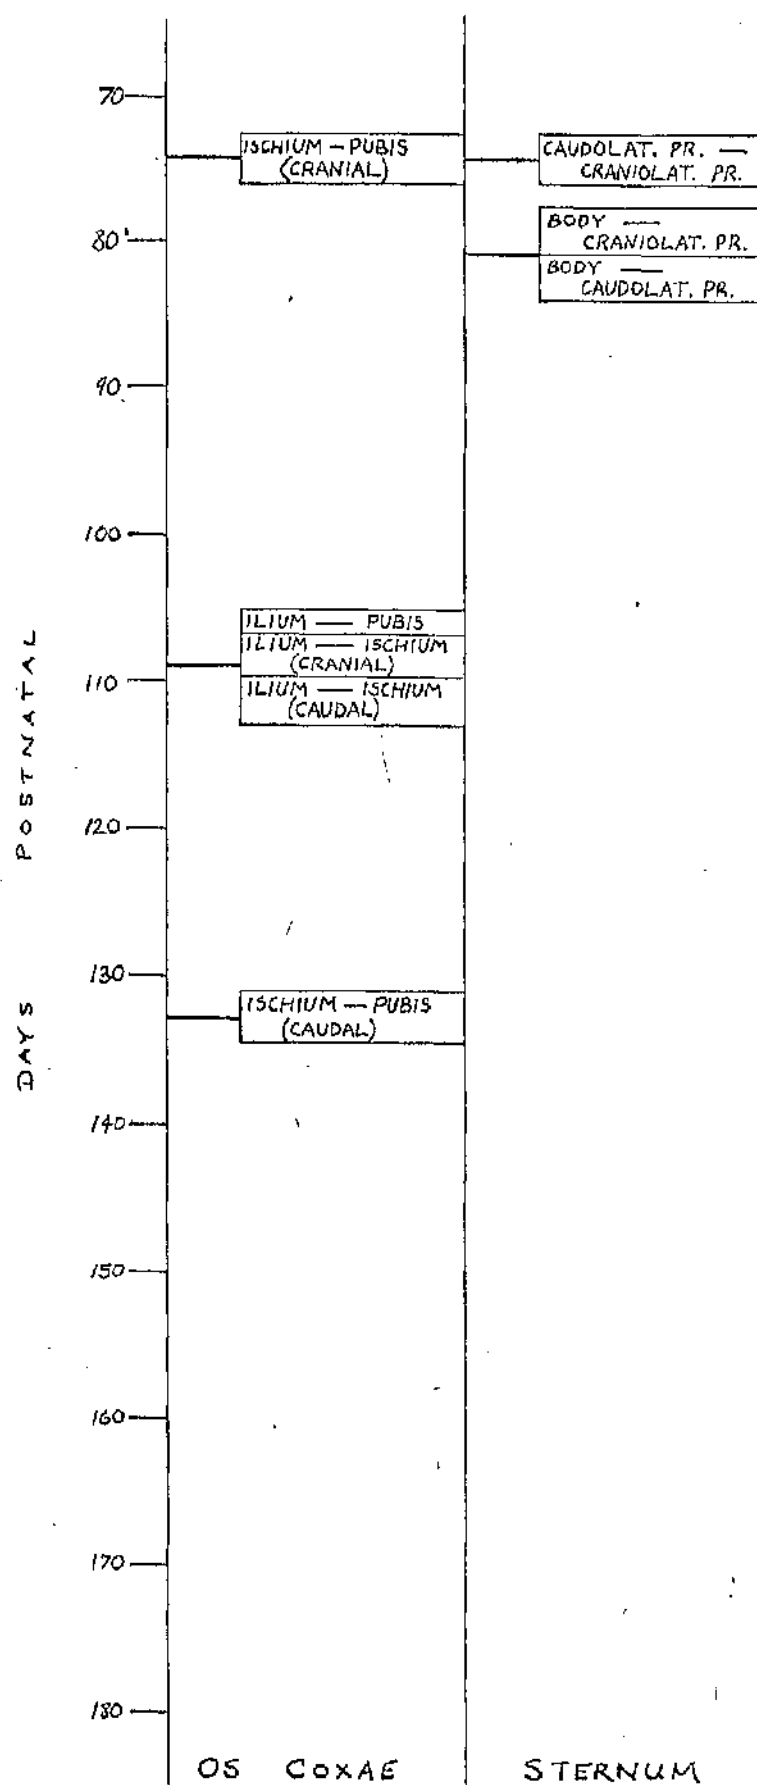 70
ISCHIUM — PUBIS
(CRANIAL)
CAUDOLAT. PR. —
CRANIOLAT. PR.
80
BODY —
CRANIOLAT. PR.
BODY —
CAUDOLAT. PR.
90
100
ILIUM — PUBIS
ILIUM — ISCHIUM
(CRANIAL)
110
ILIUM — ISCHIUM
(CAUDAL)
120
130
ISCHIUM — PUBIS
(CAUDAL)
140
150
160
170
180
DAYS POSTNATAL
OS COXAE
STERNUM